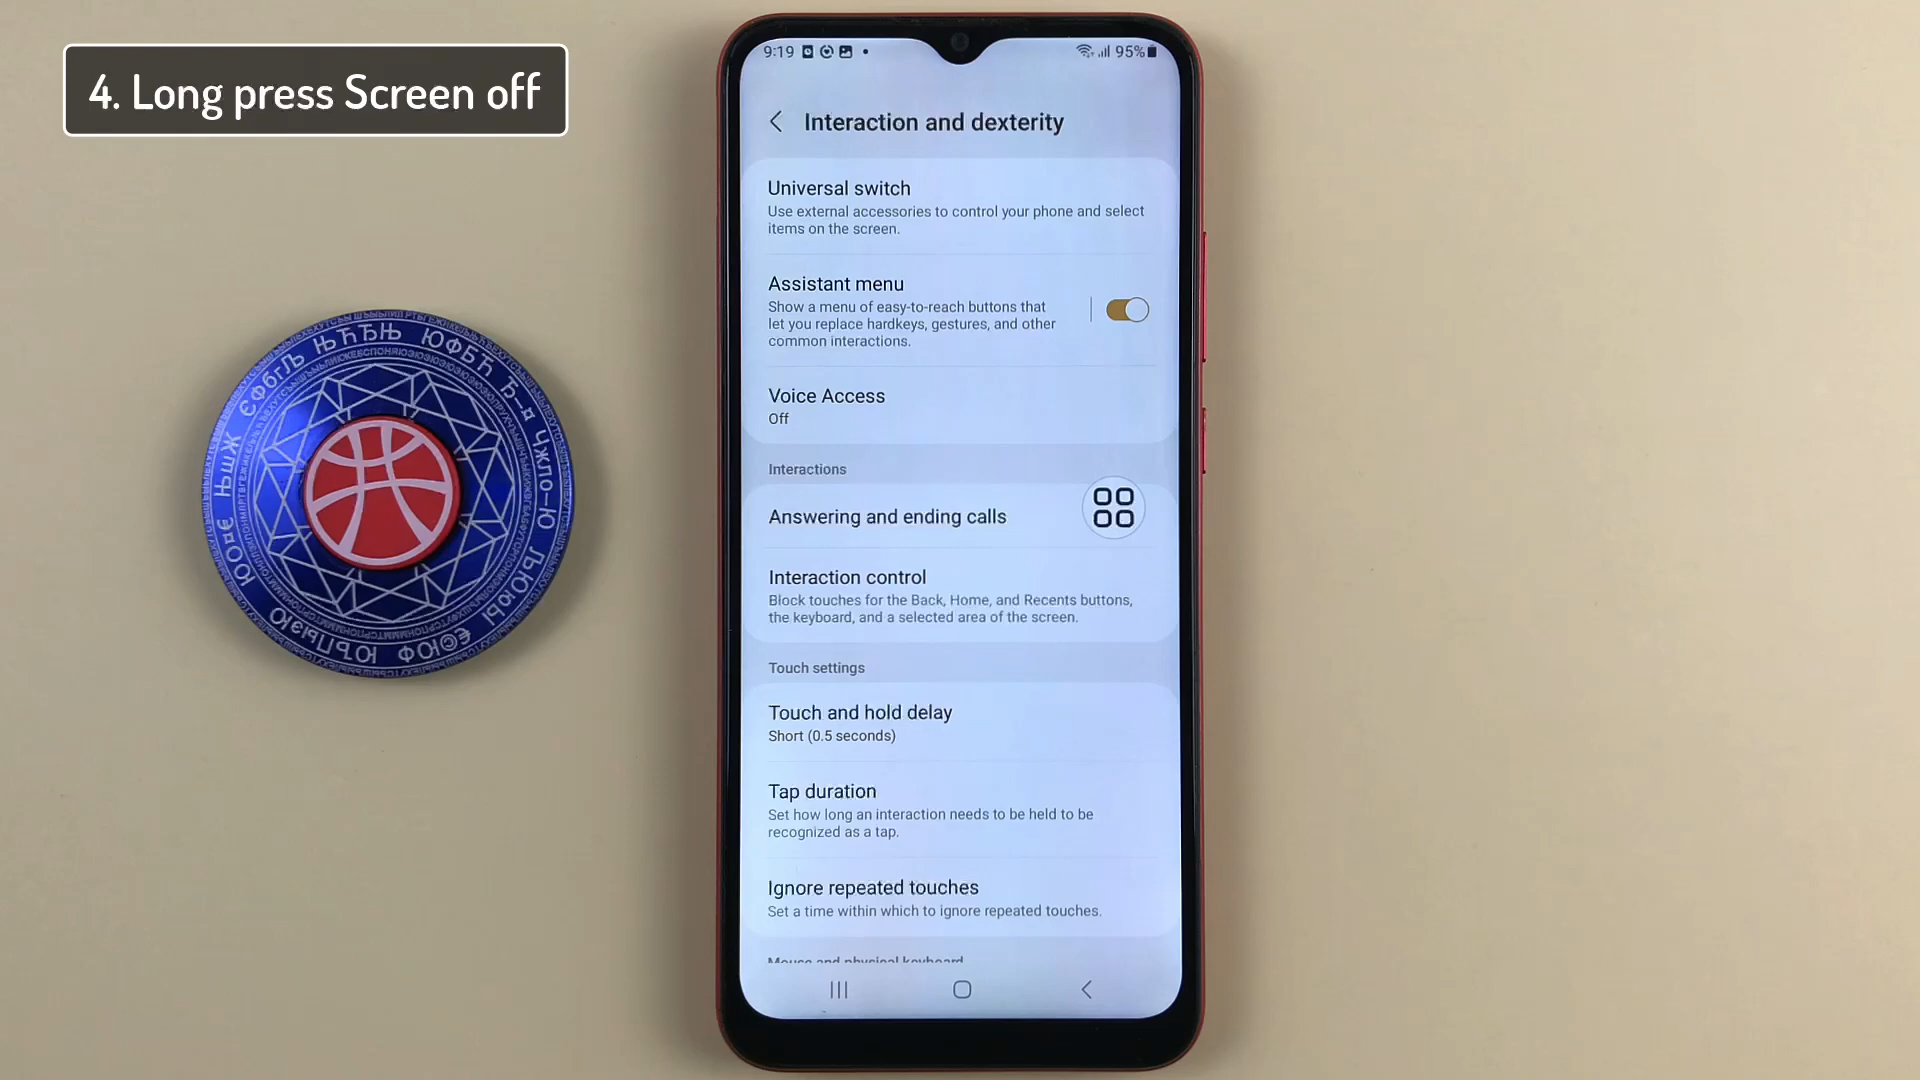 4. Long press Screen off
9:19
95%
Interaction and dexterity
Universal switch
Use external accessories to control your phone and select
items on the screen.
Assistant menu
Show a menu of easy-to-reach buttons that
let you replace hardkeys, gestures, and other
common interactions.
Voice Access
Off
Interactions
Answering and ending calls
Interaction control
Block touches for the Back, Home, and Recents buttons,
the keyboard, and a selected area of the screen.
Touch settings
Touch and hold delay
Short (0.5 seconds)
Tap duration
Set how long an interaction needs to be held to be
recognized as a tap.
Ignore repeated touches
Set a time within which to ignore repeated touches.
Mouse and physical keyboard